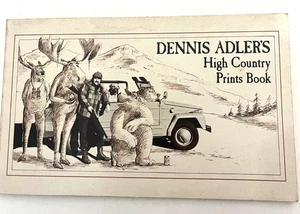 DENNIS ADLER'S
High Country
Prints Book